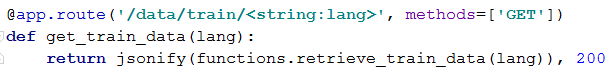 @app.route('/data/train/<string:lang>', methods=['GET'])
def get_train_data(lang):
    return jsonify(functions.retrieve_train_data(lang)), 200